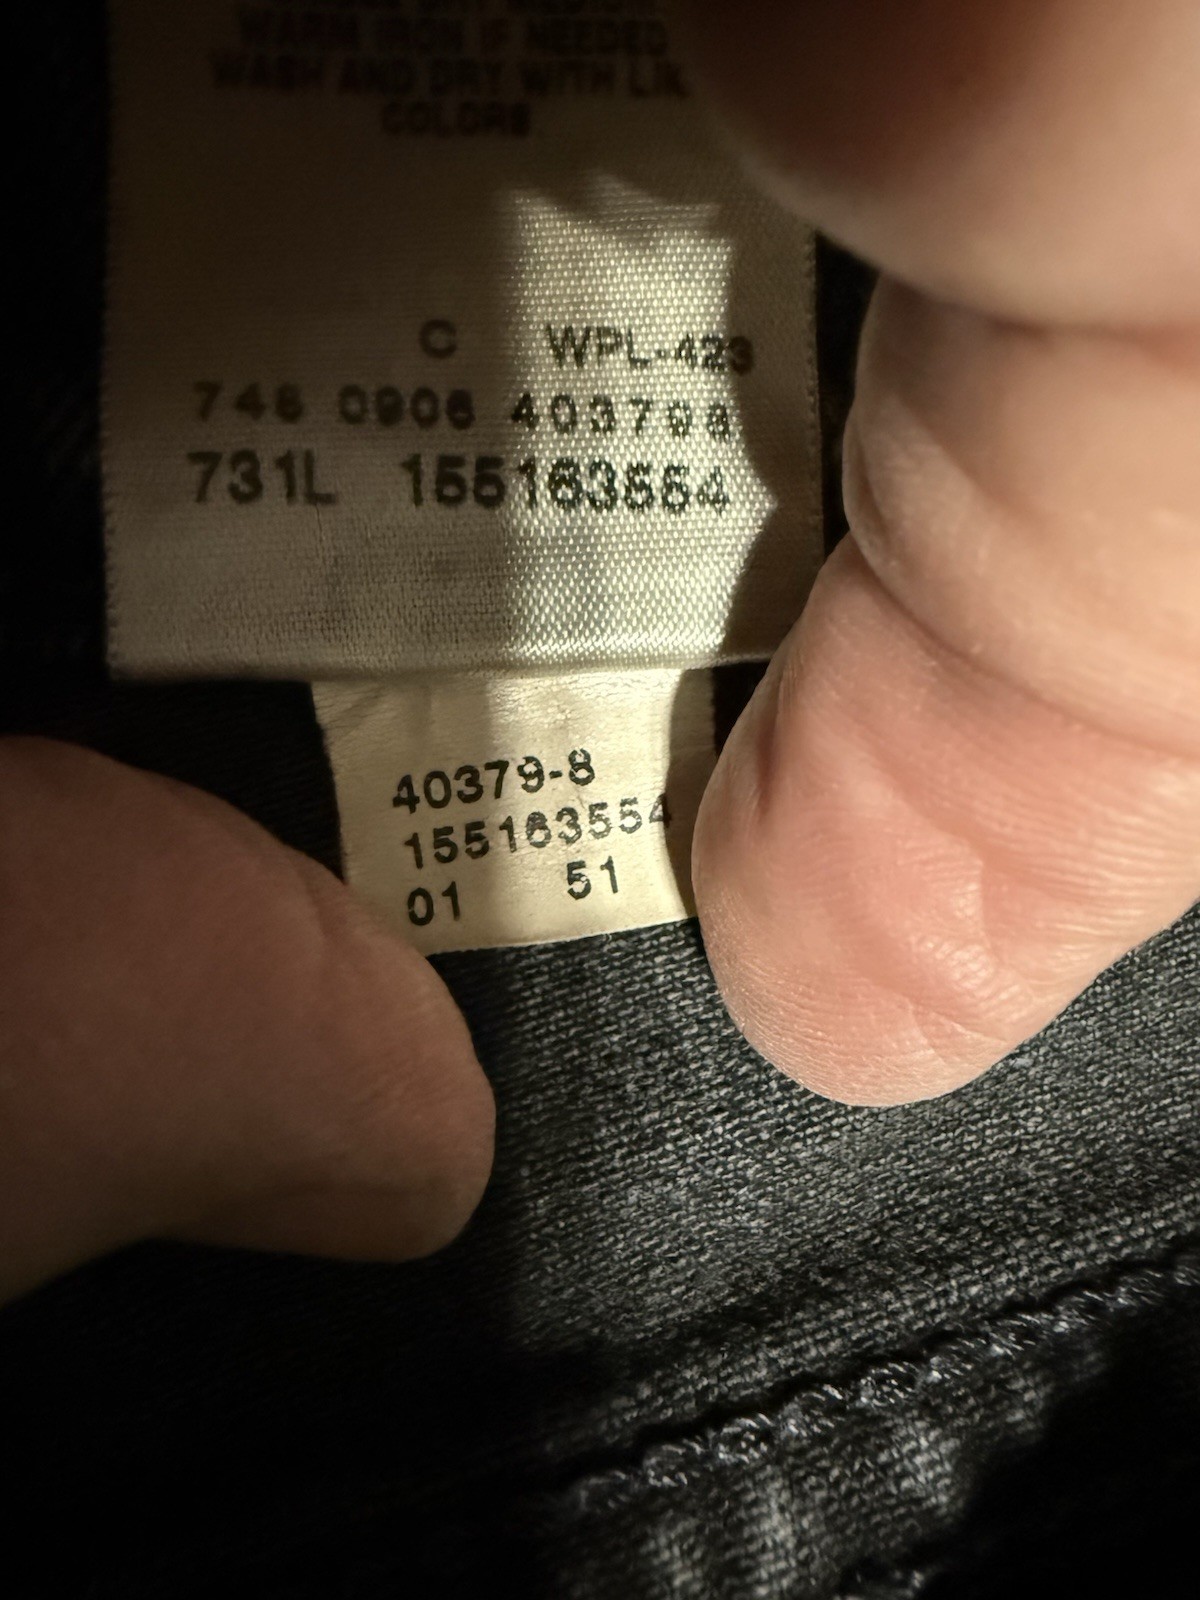 WARM IRON IF NEEDED
WASH AND DRY WITH LIK
COLORS
C WPL-423
748 0906 403798
731L 155163554
40379-8
155163554
01 51